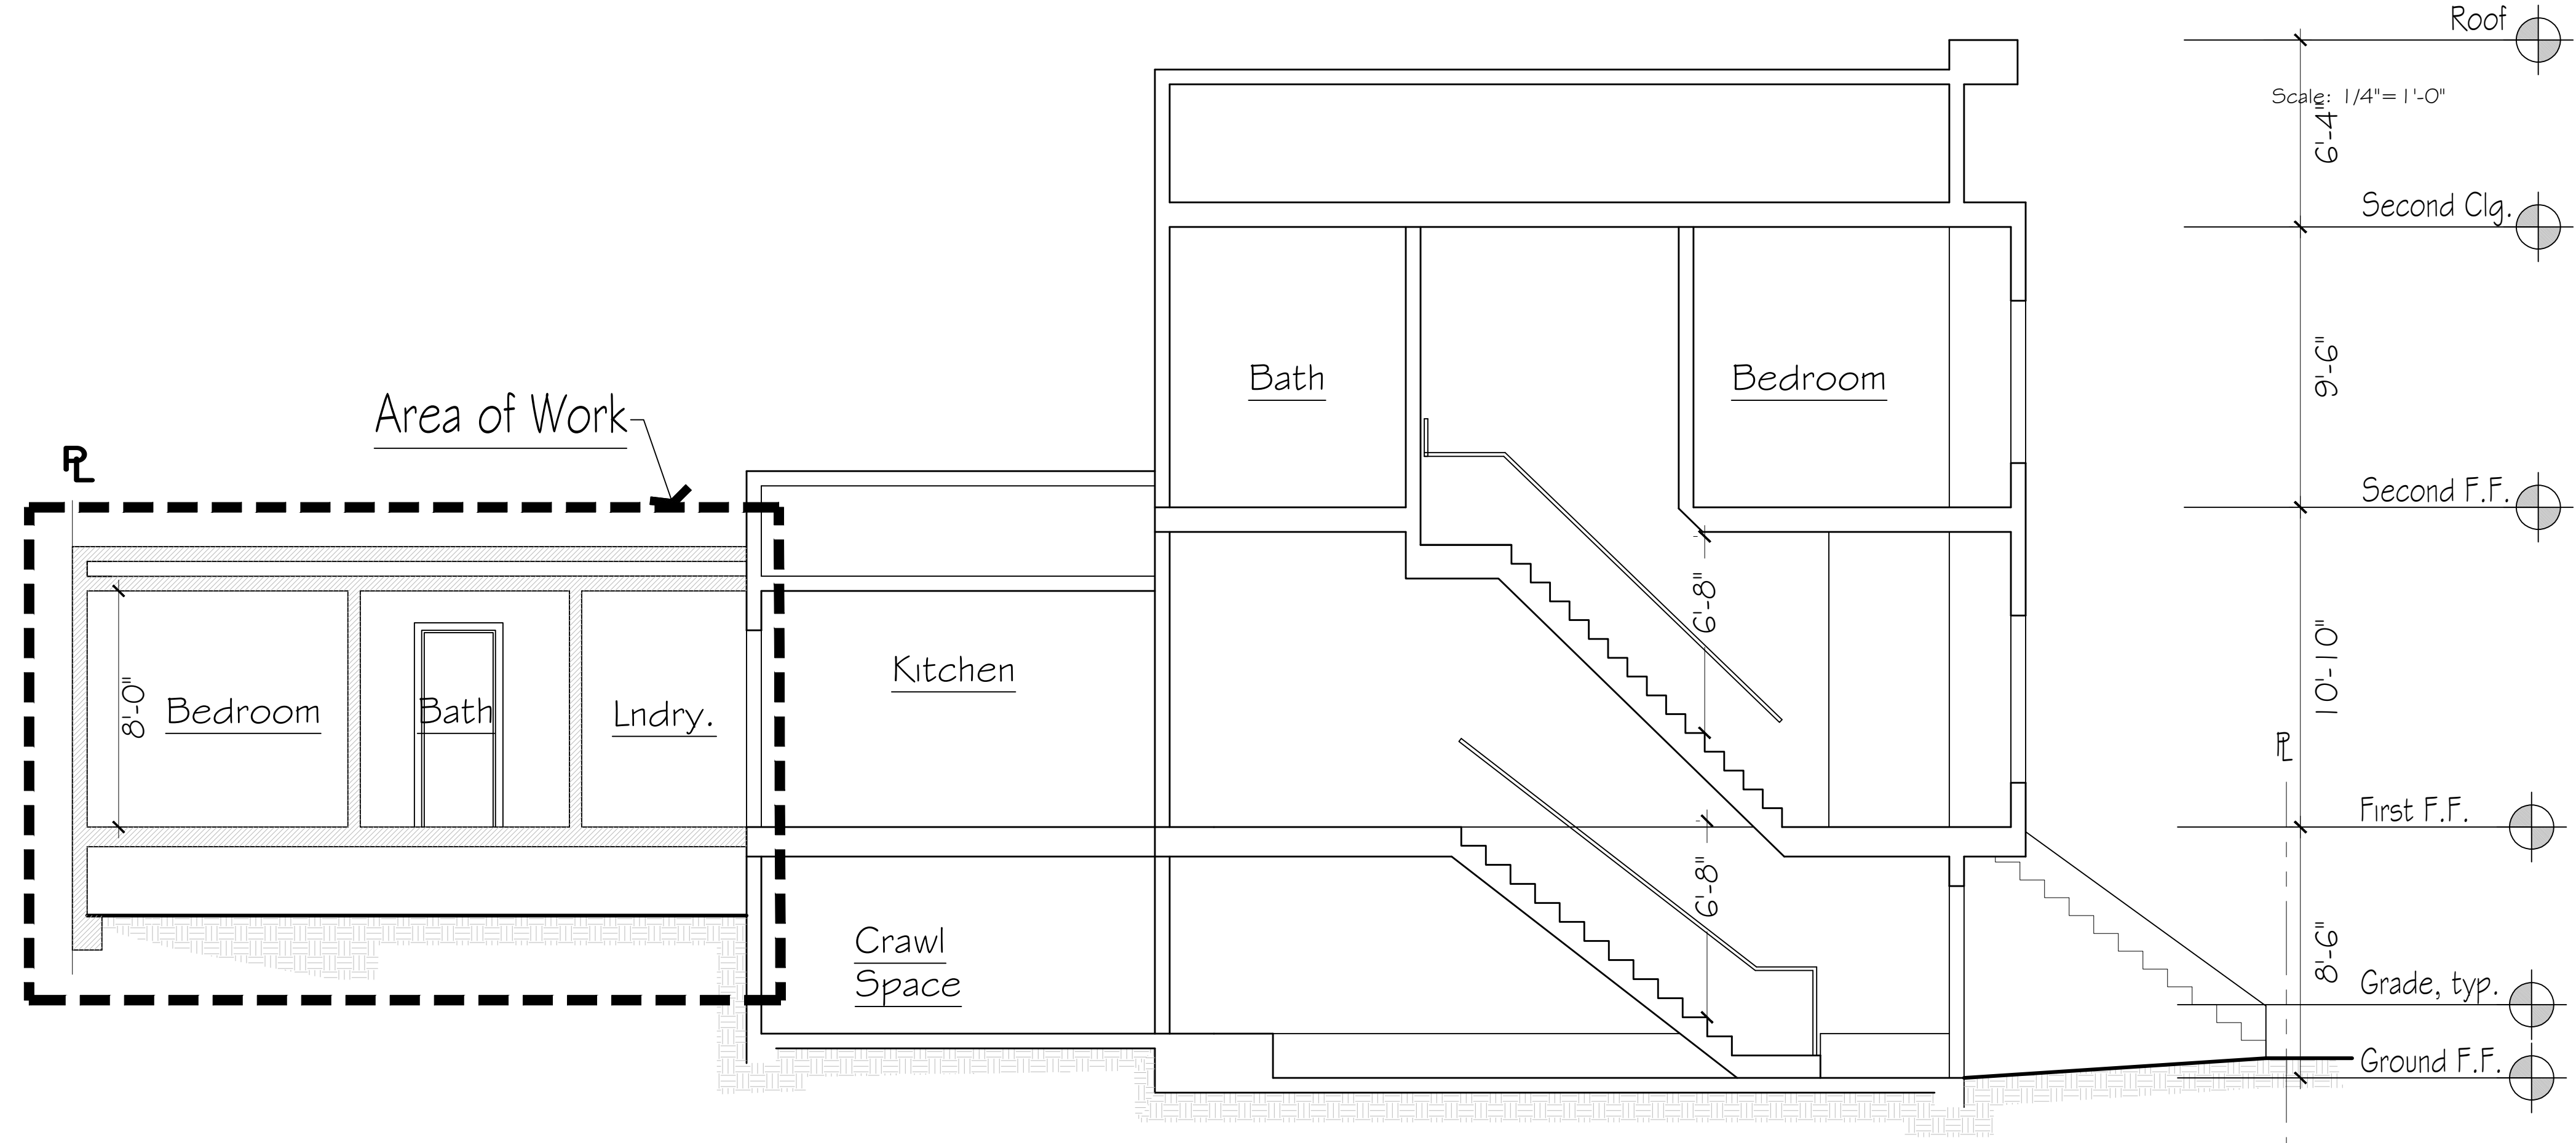 Roof
Scale: 1/4"=1'-0"
6'-4"
Second Clg.
9'-6"
Bath
Bedroom
Area of Work
PL
Second F.F.
6'-8"
10'-10"
Kitchen
8'-0"
Bedroom
Bath
Lndry.
PL
First F.F.
6'-8"
Crawl
Space
8'-6"
Grade, typ.
Ground F.F.